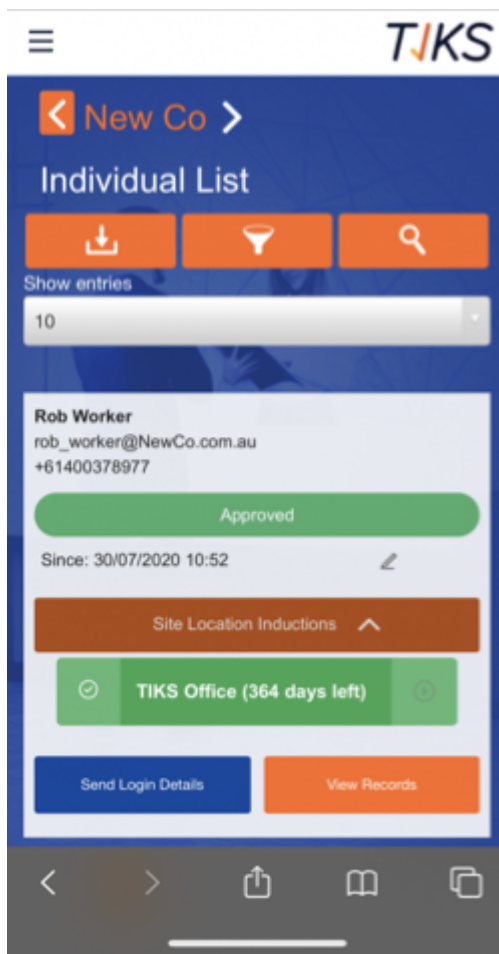 TIKS
New Co
Individual List
Show entries
10
Rob Worker
rob_worker@NewCo.com.au
+61400378977
Approved
Since: 30/07/2020 10:52
Site Location Inductions
TIKS Office (364 days left)
Send Login Details
View Records